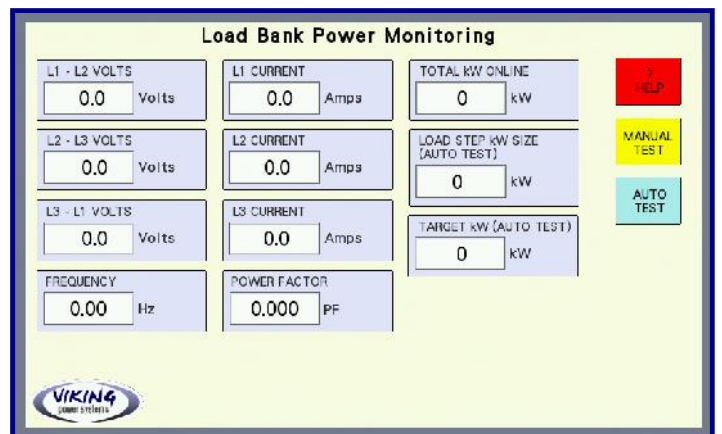 Load Bank Power Monitoring
L1 - L2 VOLTS
0.0 Volts
L2 - L3 VOLTS
0.0 Volts
L3 - L1 VOLTS
0.0 Volts
FREQUENCY
0.00 Hz
L1 CURRENT
0.0 Amps
L2 CURRENT
0.0 Amps
L3 CURRENT
0.0 Amps
POWER FACTOR
0.000 PF
TOTAL kW ONLINE
0 kW
LOAD STEP kW SIZE
(AUTO TEST)
0 kW
TARGET kW (AUTO TEST)
0 kW
?
HELP
MANUAL
TEST
AUTO
TEST
VIKING
power systems